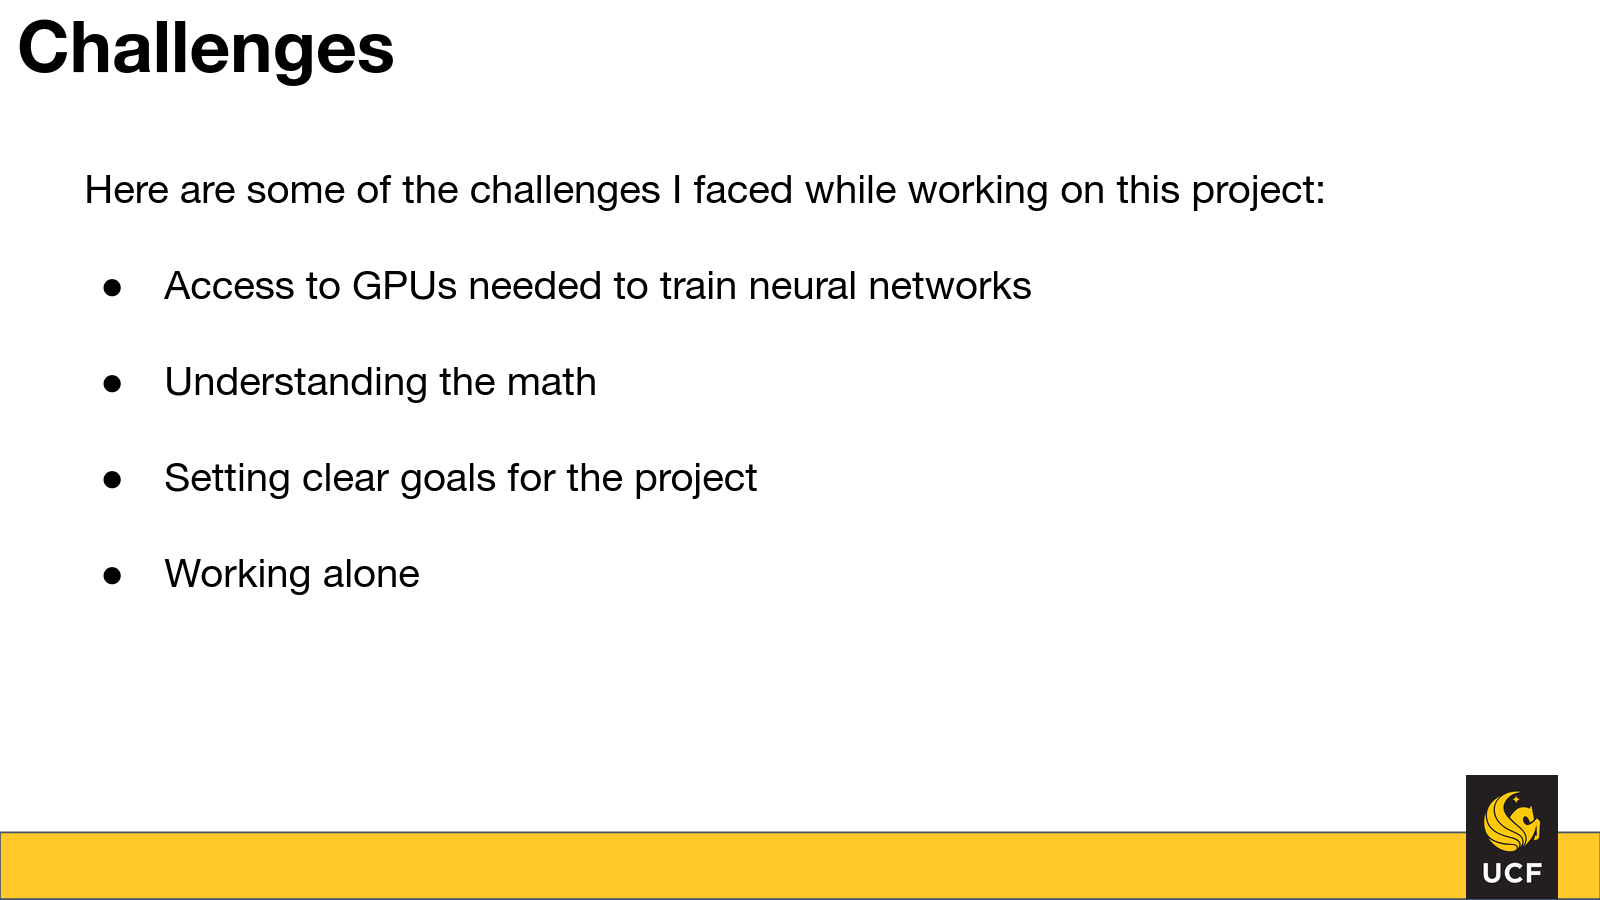 Challenges
Here are some of the challenges I faced while working on this project:
● Access to GPUs needed to train neural networks
● Understanding the math
● Setting clear goals for the project
● Working alone
UCF